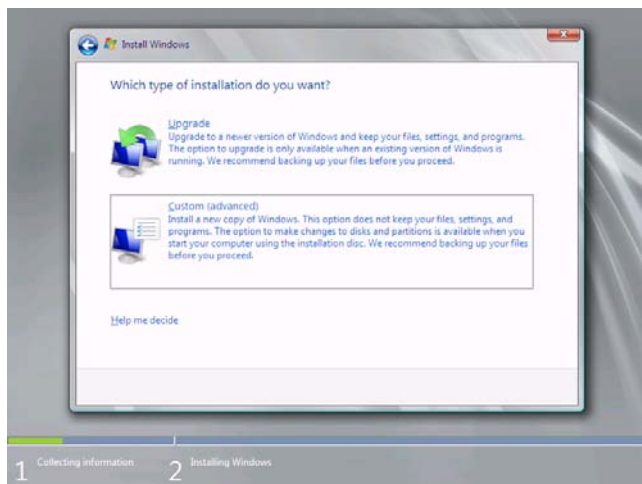 Install Windows
Which type of installation do you want?
Upgrade
Upgrade to a newer version of Windows and keep your files, settings, and programs.
The option to upgrade is only available when an existing version of Windows is
running. We recommend backing up your files before you proceed.
Custom (advanced)
Install a new copy of Windows. This option does not keep your files, settings, and
programs. The option to make changes to disks and partitions is available when you
start your computer using the installation disc. We recommend backing up your files
before you proceed.
Help me decide
1 Collecting information 2 Installing Windows